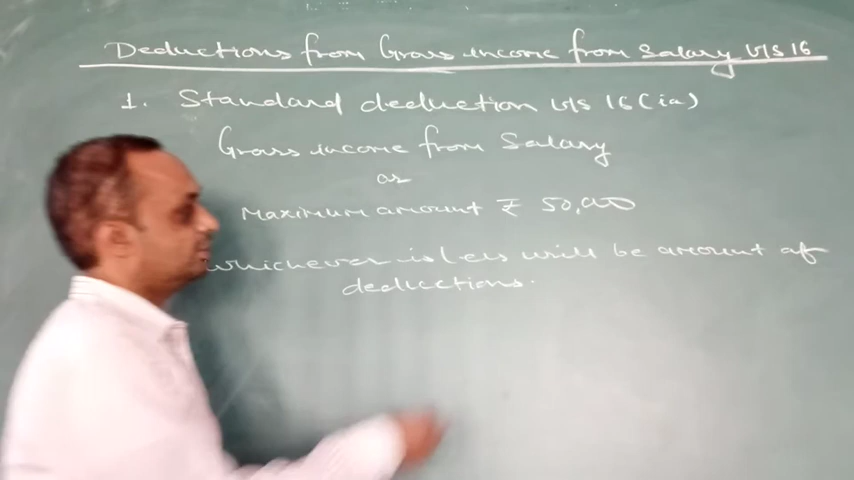 Deductions from Gross income from Salary U/S 16
1. Standard deduction U/S 16 (ia)
Gross income from Salary
or
Maximum amount ₹ 50,000
whichever is less will be amount of
deductions.